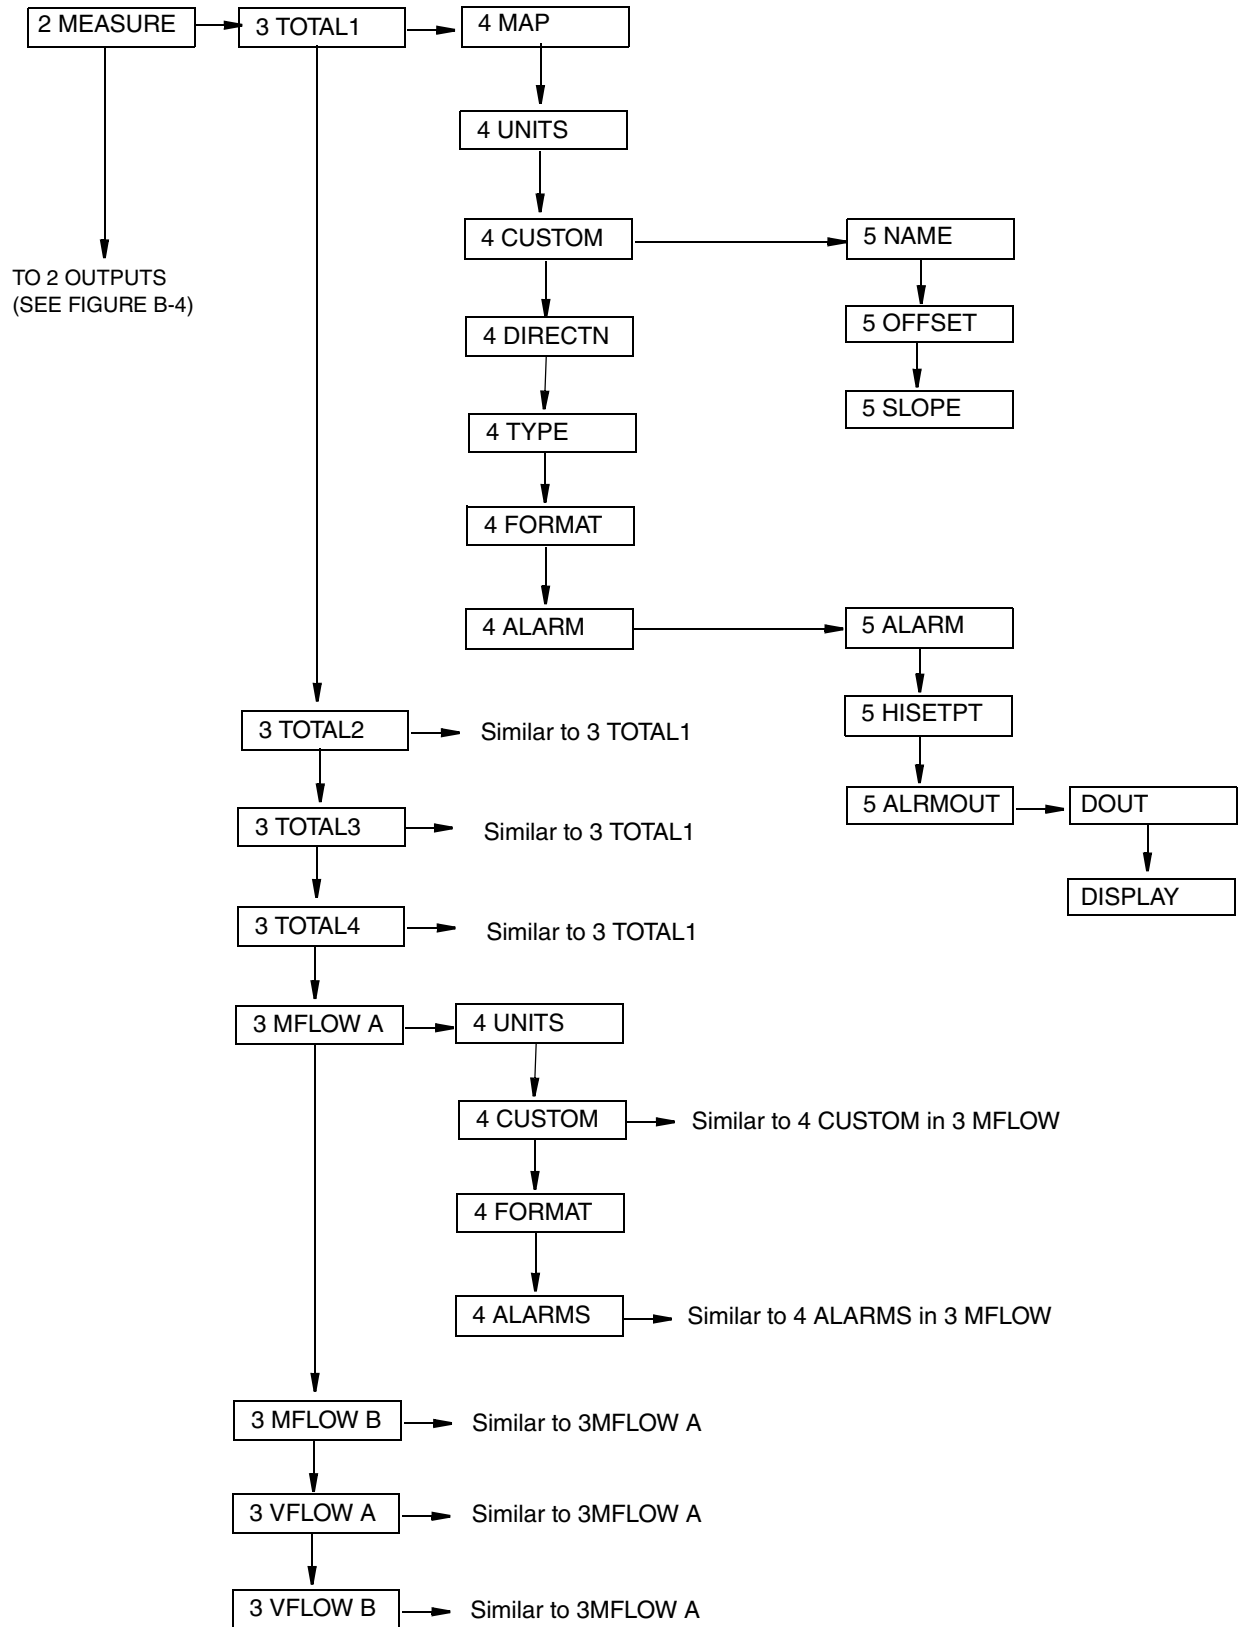 2 MEASURE
3 TOTAL1
4 MAP
4 UNITS
4 CUSTOM
5 NAME
TO 2 OUTPUTS
(SEE FIGURE B-4)
5 OFFSET
4 DIRECTN
5 SLOPE
4 TYPE
4 FORMAT
4 ALARM
5 ALARM
5 HISETPT
3 TOTAL2
Similar to 3 TOTAL1
5 ALRMOUT
DOUT
3 TOTAL3
Similar to 3 TOTAL1
DISPLAY
3 TOTAL4
Similar to 3 TOTAL1
3 MFLOW A
4 UNITS
4 CUSTOM
Similar to 4 CUSTOM in 3 MFLOW
4 FORMAT
4 ALARMS
Similar to 4 ALARMS in 3 MFLOW
3 MFLOW B
Similar to 3MFLOW A
3 VFLOW A
Similar to 3MFLOW A
3 VFLOW B
Similar to 3MFLOW A